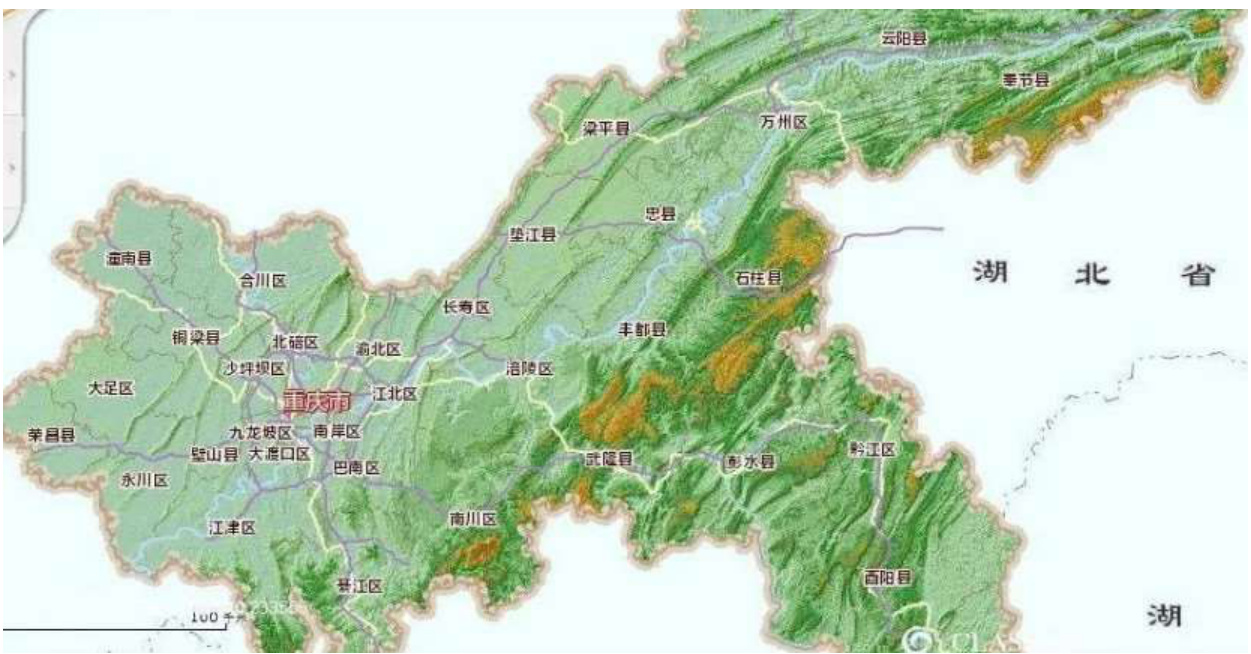 云阳县
奉节县
梁平县
万州区
忠县
垫江县
潼南县
合川区
石柱县
湖 北 省
长寿区
丰都县
铜梁县
北碚区
渝北区
沙坪坝区
涪陵区
大足区
江北区
重庆市
荣昌县
九龙坡区
南岸区
璧山县
大渡口区
巴南区
武隆县
彭水县
黔江区
永川区
江津区
南川区
酉阳县
綦江区
100 千米
湖